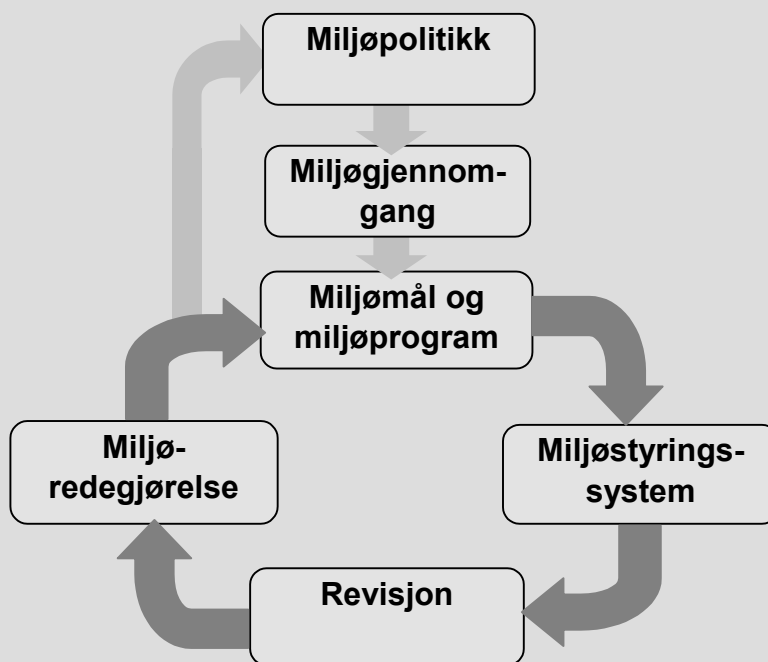 Miljøpolitikk
Miljøgjennom-
gang
Miljømål og
miljøprogram
Miljø-
redegjørelse
Miljøstyrings-
system
Revisjon